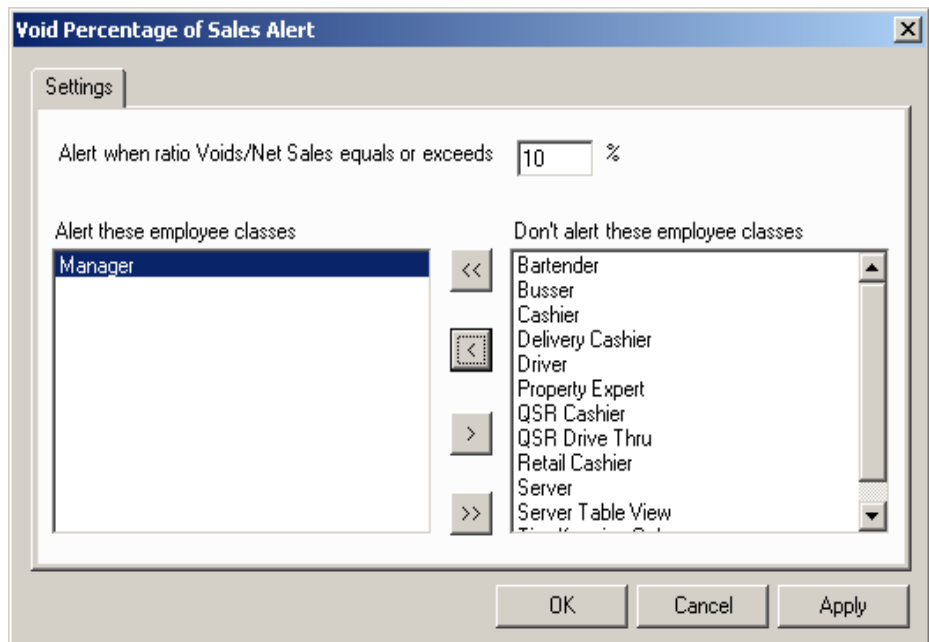 Void Percentage of Sales Alert
Settings
Alert when ratio Voids/Net Sales equals or exceeds 10 %
Alert these employee classes
Manager
<<
<
>
>>
Don't alert these employee classes
Bartender
Busser
Cashier
Delivery Cashier
Driver
Property Expert
QSR Cashier
QSR Drive Thru
Retail Cashier
Server
Server Table View
OK Cancel Apply